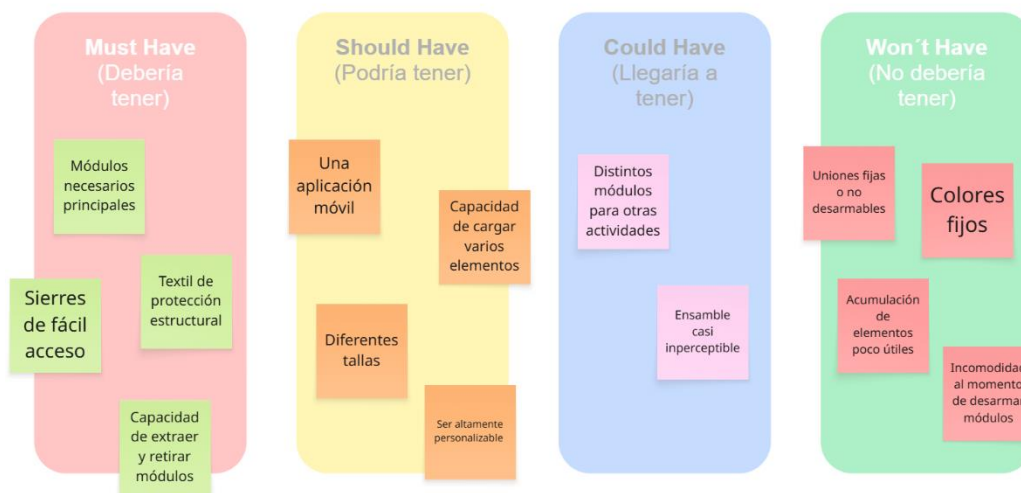 Must Have
(Debería
tener)
Módulos
necesarios
principales
Sierres
de fácil
acceso
Textil de
protección
estructural
Capacidad
de extraer
y retirar
módulos
Should Have
(Podría tener)
Una
aplicación
móvil
Capacidad
de cargar
varios
elementos
Diferentes
tallas
Ser altamente
personalizable
Could Have
(Llegaría a
tener)
Distintos
módulos
para otras
actividades
Ensamble
casi
inperceptible
Won´t Have
(No debería
tener)
Uniones fijas
o no
desarmables
Colores
fijos
Acumulación
de
elementos
poco útiles
Incomodidad
al momento
de desarmar
módulos